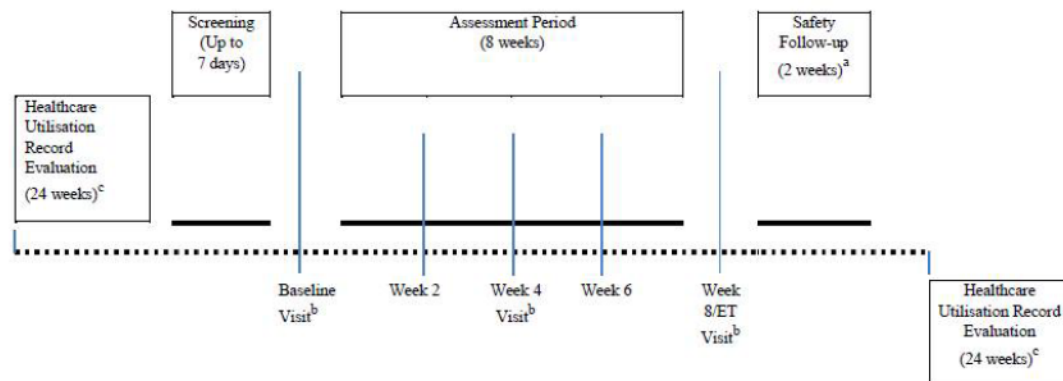 Screening
(Up to
7 days)
Assessment Period
(8 weeks)
Safety
Follow-up
(2 weeks)a
Healthcare
Utilisation
Record
Evaluation
(24 weeks)c
Baseline
Visitb
Week 2
Week 4
Visitb
Week 6
Week
8/ET
Visitb
Healthcare
Utilisation Record
Evaluation
(24 weeks)c